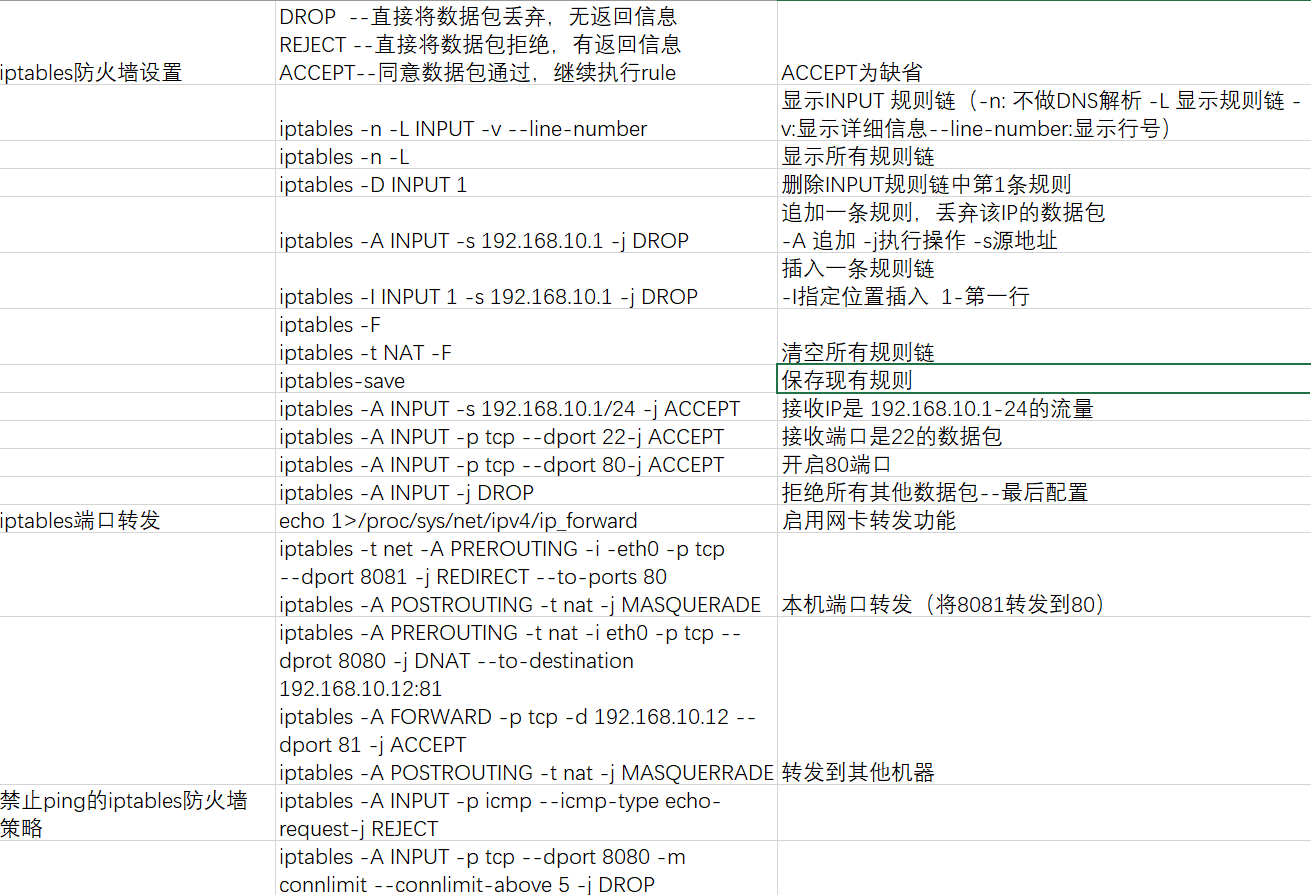 DROP --直接将数据包丢弃，无返回信息
REJECT --直接将数据包拒绝，有返回信息
iptables防火墙设置 ACCEPT--同意数据包通过，继续执行rule ACCEPT为缺省
显示INPUT 规则链（-n: 不做DNS解析 -L 显示规则链 -
iptables -n -L INPUT -v --line-number v:显示详细信息--line-number:显示行号）
iptables -n -L 显示所有规则链
iptables -D INPUT 1 删除INPUT规则链中第1条规则
追加一条规则，丢弃该IP的数据包
iptables -A INPUT -s 192.168.10.1 -j DROP -A 追加 -j执行操作 -s源地址
插入一条规则链
iptables -I INPUT 1 -s 192.168.10.1 -j DROP -I指定位置插入 1-第一行
iptables -F
iptables -t NAT -F 清空所有规则链
iptables-save 保存现有规则
iptables -A INPUT -s 192.168.10.1/24 -j ACCEPT 接收IP是 192.168.10.1-24的流量
iptables -A INPUT -p tcp --dport 22-j ACCEPT 接收端口是22的数据包
iptables -A INPUT -p tcp --dport 80-j ACCEPT 开启80端口
iptables -A INPUT -j DROP 拒绝所有其他数据包--最后配置
iptables端口转发 echo 1>/proc/sys/net/ipv4/ip_forward 启用网卡转发功能
iptables -t net -A PREROUTING -i -eth0 -p tcp
--dport 8081 -j REDIRECT --to-ports 80
iptables -A POSTROUTING -t nat -j MASQUERADE 本机端口转发（将8081转发到80）
iptables -A PREROUTING -t nat -i eth0 -p tcp --
dprot 8080 -j DNAT --to-destination
192.168.10.12:81
iptables -A FORWARD -p tcp -d 192.168.10.12 --
dport 81 -j ACCEPT
iptables -A POSTROUTING -t nat -j MASQUERRADE 转发到其他机器
禁止ping的iptables防火墙 iptables -A INPUT -p icmp --icmp-type echo-
策略 request-j REJECT
iptables -A INPUT -p tcp --dport 8080 -m
connlimit --connlimit-above 5 -j DROP